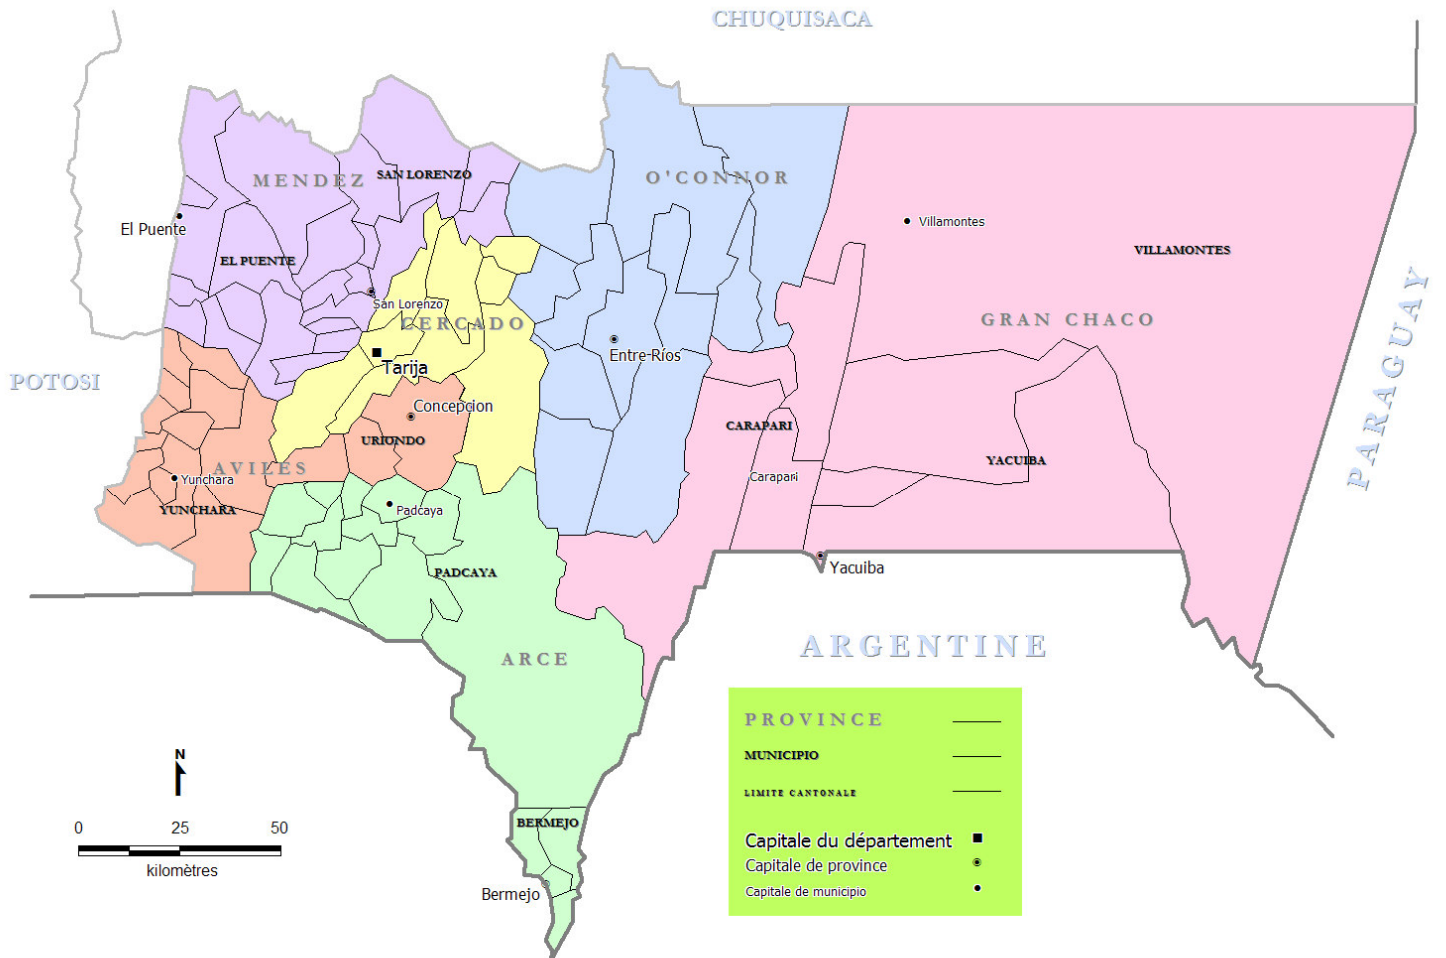 CHUQUISACA
MENDEZ
SAN LORENZO
O'CONNOR
El Puente
Villamontes
VILLAMONTES
EL PUENTE
San Lorenzo
CERCADO
GRAN CHACO
PARAGUAY
Entre-Ríos
Tarija
POTOSI
Concepcion
CARAPARI
URIONDO
AVILES
YACUIBA
Yunchara
Carapari
YUNCHARA
Padcaya
PADCAYA
Yacuiba
ARGENTINE
ARCE
PROVINCE
MUNICIPIO
LIMITE CANTONALE
Capitale du département
Capitale de province
Capitale de municipio
N
0 25 50
kilomètres
BERMEJO
Bermejo